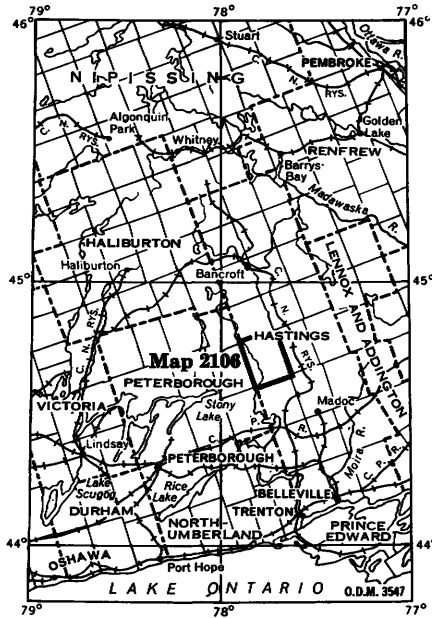 46°
46°
79°
78°
77°
Stuart
Ottawa R.
PEMBROKE
NIPISSING
C. N. RYS.
Algonquin
Park
C. N. RYS.
Whitney
Golden
Lake
RENFREW
Barrys-
Bay
Madawaska R.
HALIBURTON
Haliburton
45°
Bancroft
45°
LENNOX AND ADDINGTON
C. N. RYS.
HASTINGS
C. N. RYS.
Map 2106
PETERBOROUGH
VICTORIA
Stony
Lake
Madoc
Lindsay
C. P. R.
PETERBOROUGH
Moira R.
C. P. R.
Lake
Scugog
Rice
Lake
BELLEVILLE
DURHAM
TRENTON
NORTH-
UMBERLAND
PRINCE
EDWARD
44°
44°
OSHAWA
Port Hope
LAKE ONTARIO
O.D.M. 3547
79°
78°
77°